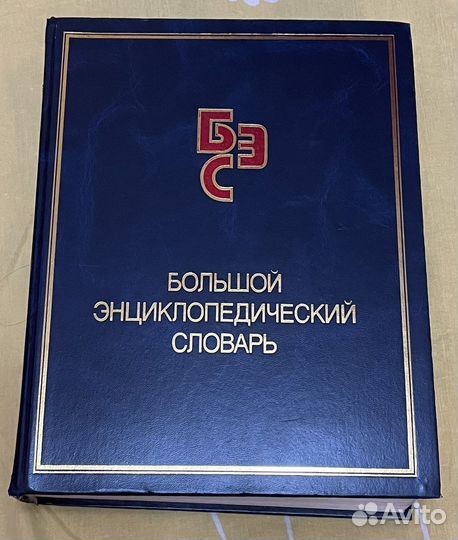 БЭС
БОЛЬШОЙ
ЭНЦИКЛОПЕДИЧЕСКИЙ
СЛОВАРЬ
Avito